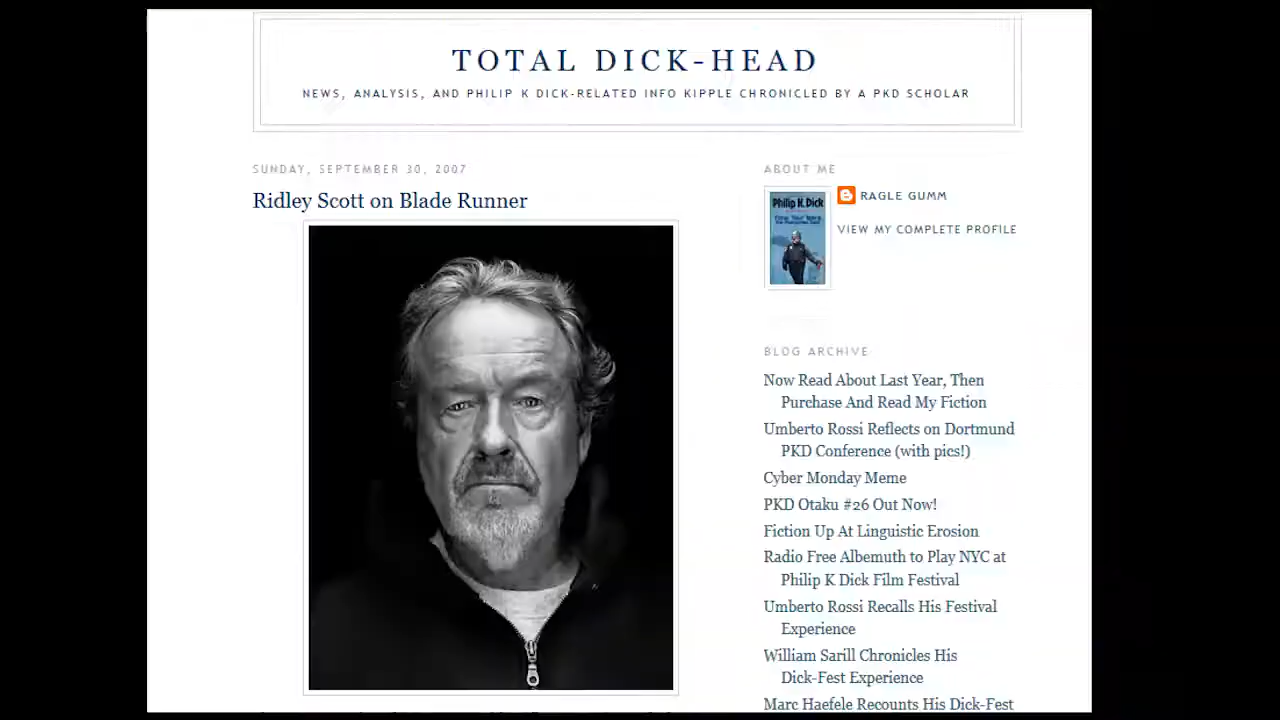 TOTAL DICK-HEAD
NEWS, ANALYSIS, AND PHILIP K DICK-RELATED INFO KIPPLE CHRONICLED BY A PKD SCHOLAR
SUNDAY, SEPTEMBER 30, 2007
Ridley Scott on Blade Runner
ABOUT ME
Philip K. Dick
RAGLE GUMM
VIEW MY COMPLETE PROFILE
BLOG ARCHIVE
Now Read About Last Year, Then
Purchase And Read My Fiction
Umberto Rossi Reflects on Dortmund
PKD Conference (with pics!)
Cyber Monday Meme
PKD Otaku #26 Out Now!
Fiction Up At Linguistic Erosion
Radio Free Albemuth to Play NYC at
Philip K Dick Film Festival
Umberto Rossi Recalls His Festival
Experience
William Sarill Chronicles His
Dick-Fest Experience
Marc Haefele Recounts His Dick-Fest